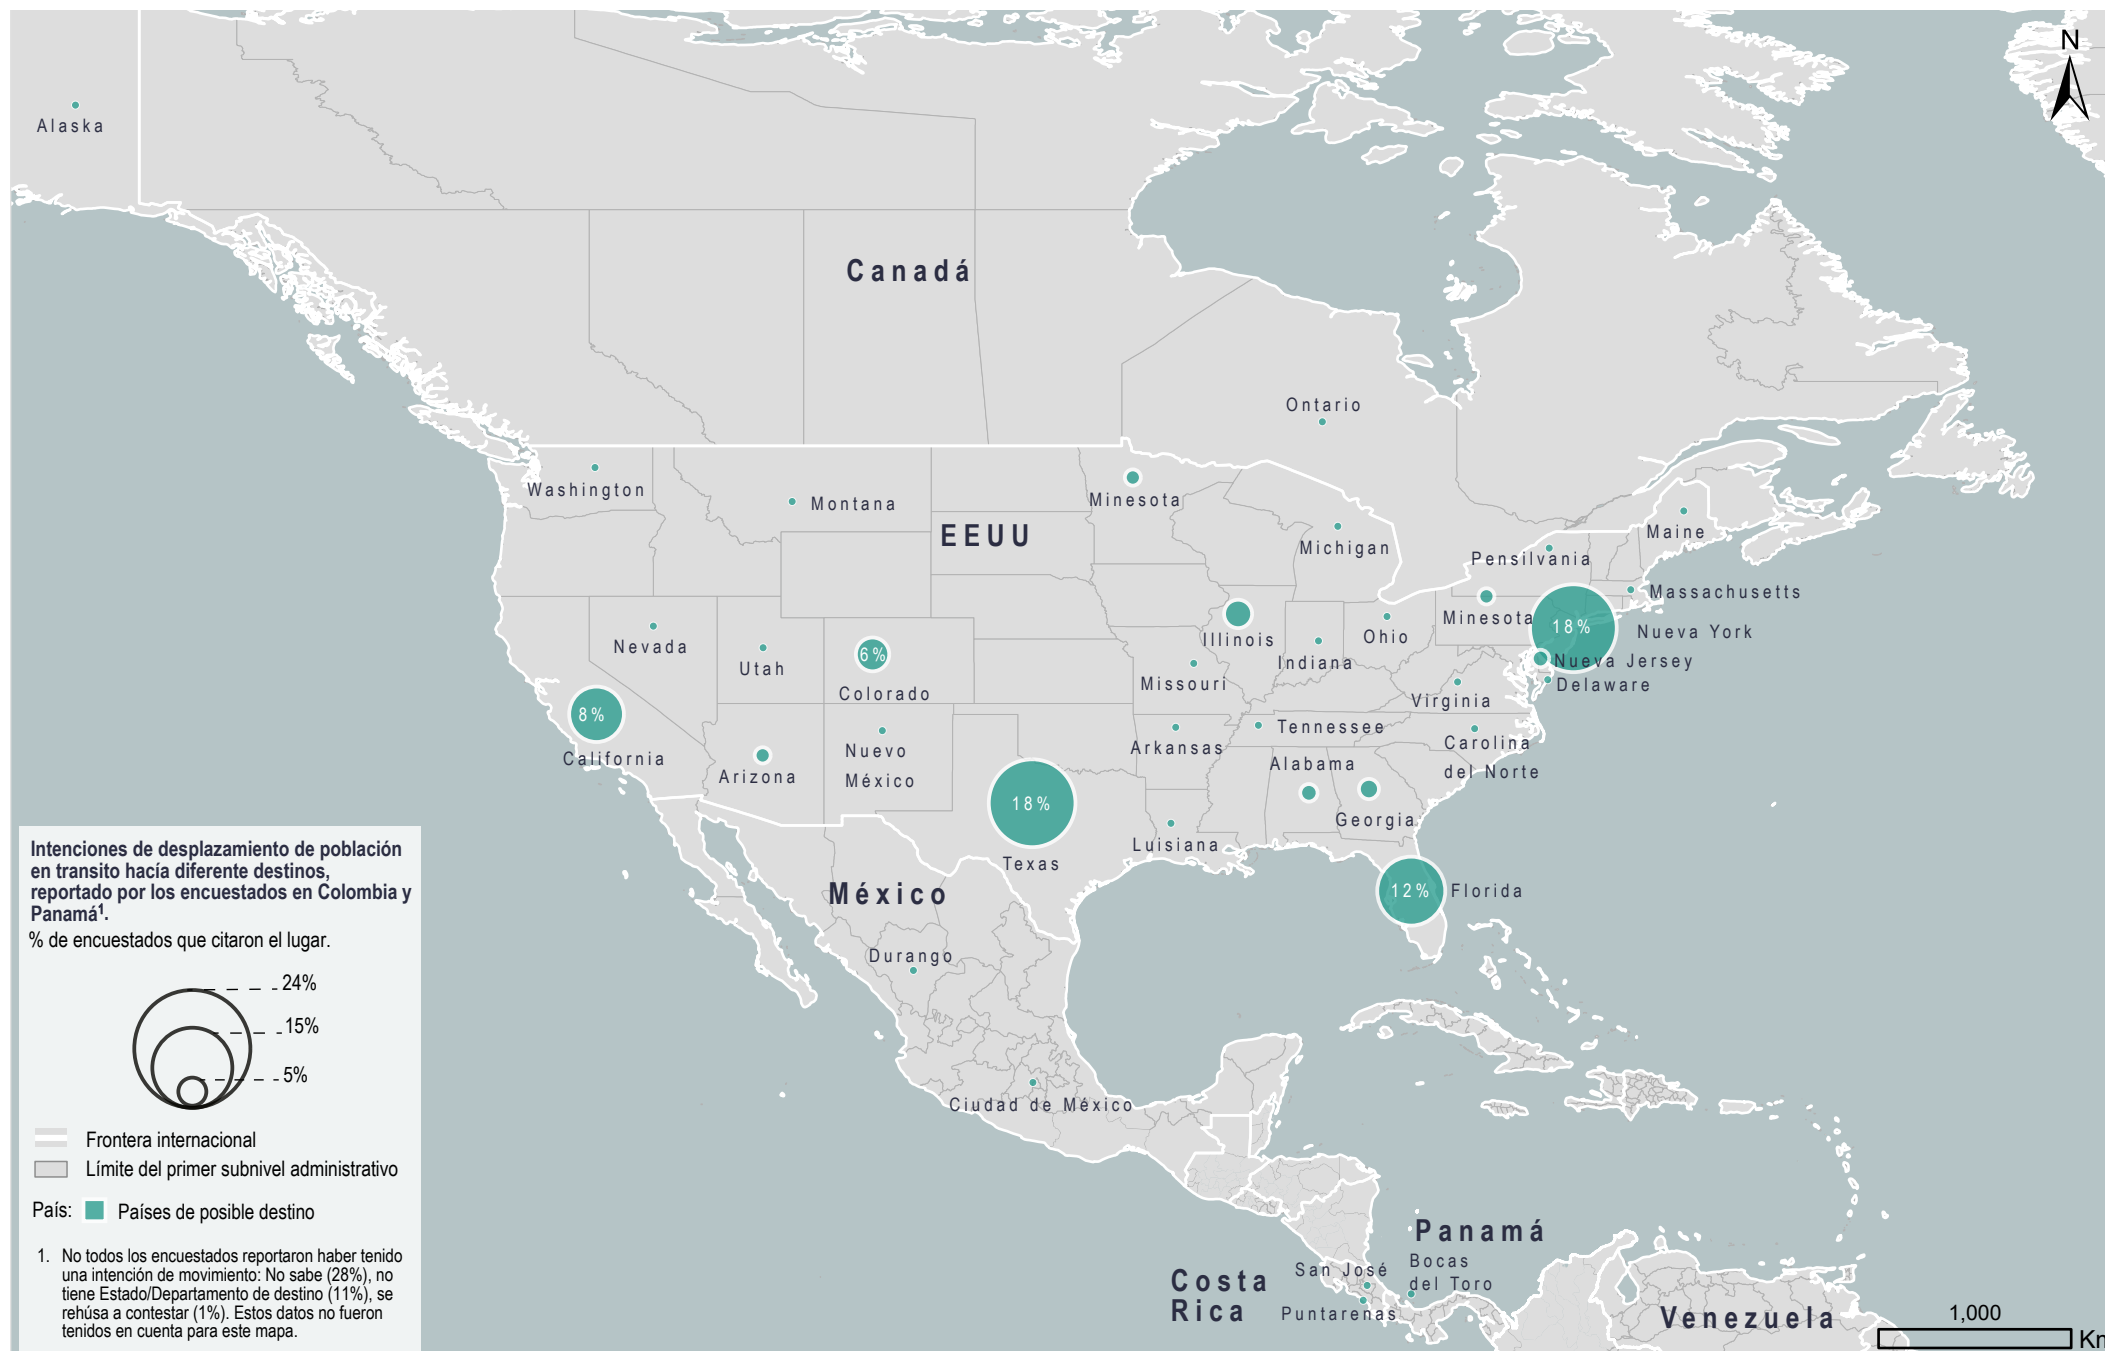 N
Alaska
Canadá
Ontario
Washington
Montana
Minesota
EEUU
Michigan
Maine
Pensilvania
Massachusetts
Minesota
18%
Nueva York
Nevada
Utah
6%
Colorado
Illinois
Indiana
Ohio
Nueva Jersey
Delaware
Missouri
Virginia
8%
California
Arizona
Nuevo
México
Arkansas
Tennessee
Carolina
del Norte
Alabama
Georgia
18%
Texas
Luisiana
12%
Florida
México
Durango
Ciudad de México
Panamá
Bocas
del Toro
San José
Costa
Rica
Puntarenas
Venezuela
1,000
Km
Intenciones de desplazamiento de población
en transito hacía diferente destinos,
reportado por los encuestados en Colombia y
Panamá¹.
% de encuestados que citaron el lugar.
24%
15%
5%
Frontera internacional
Límite del primer subnivel administrativo
País: Países de posible destino
1. No todos los encuestados reportaron haber tenido
una intención de movimiento: No sabe (28%), no
tiene Estado/Departamento de destino (11%), se
rehúsa a contestar (1%). Estos datos no fueron
tenidos en cuenta para este mapa.